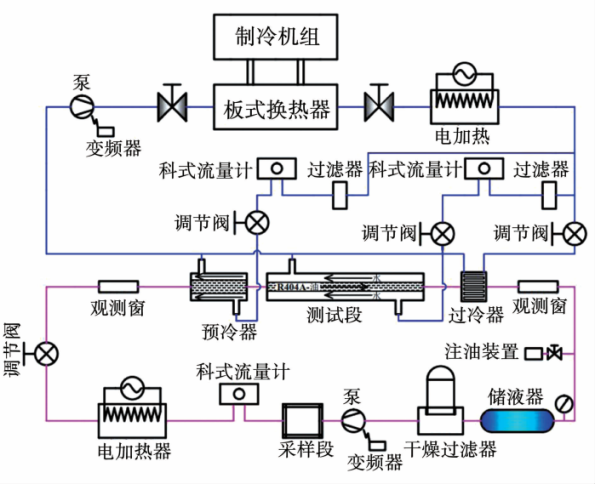 制冷机组
泵
板式换热器
变频器
电加热
科式流量计
过滤器
科式流量计
过滤器
调节阀
调节阀
调节阀
水
R404A-油
水
观测窗
预冷器
测试段
过冷器
观测窗
调节阀
注油装置
科式流量计
泵
储液器
电加热器
采样段
变频器
干燥过滤器